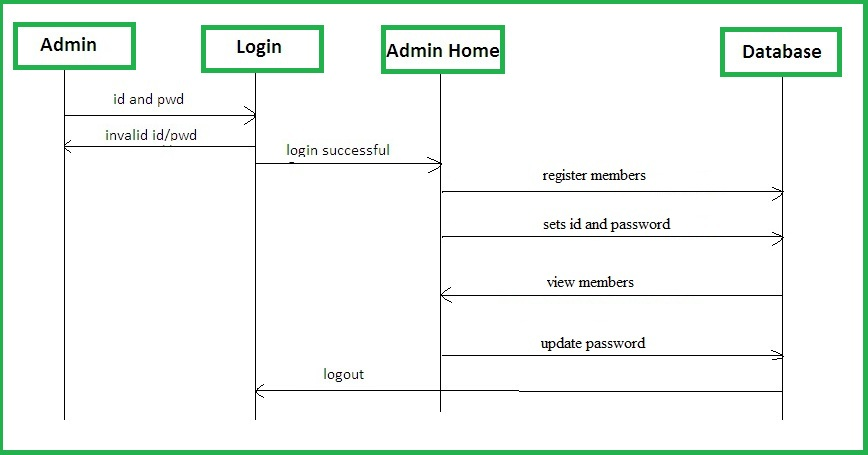 Admin
Login
Admin Home
Database
id and pwd
invalid id/pwd
login successful
register members
sets id and password
view members
update password
logout